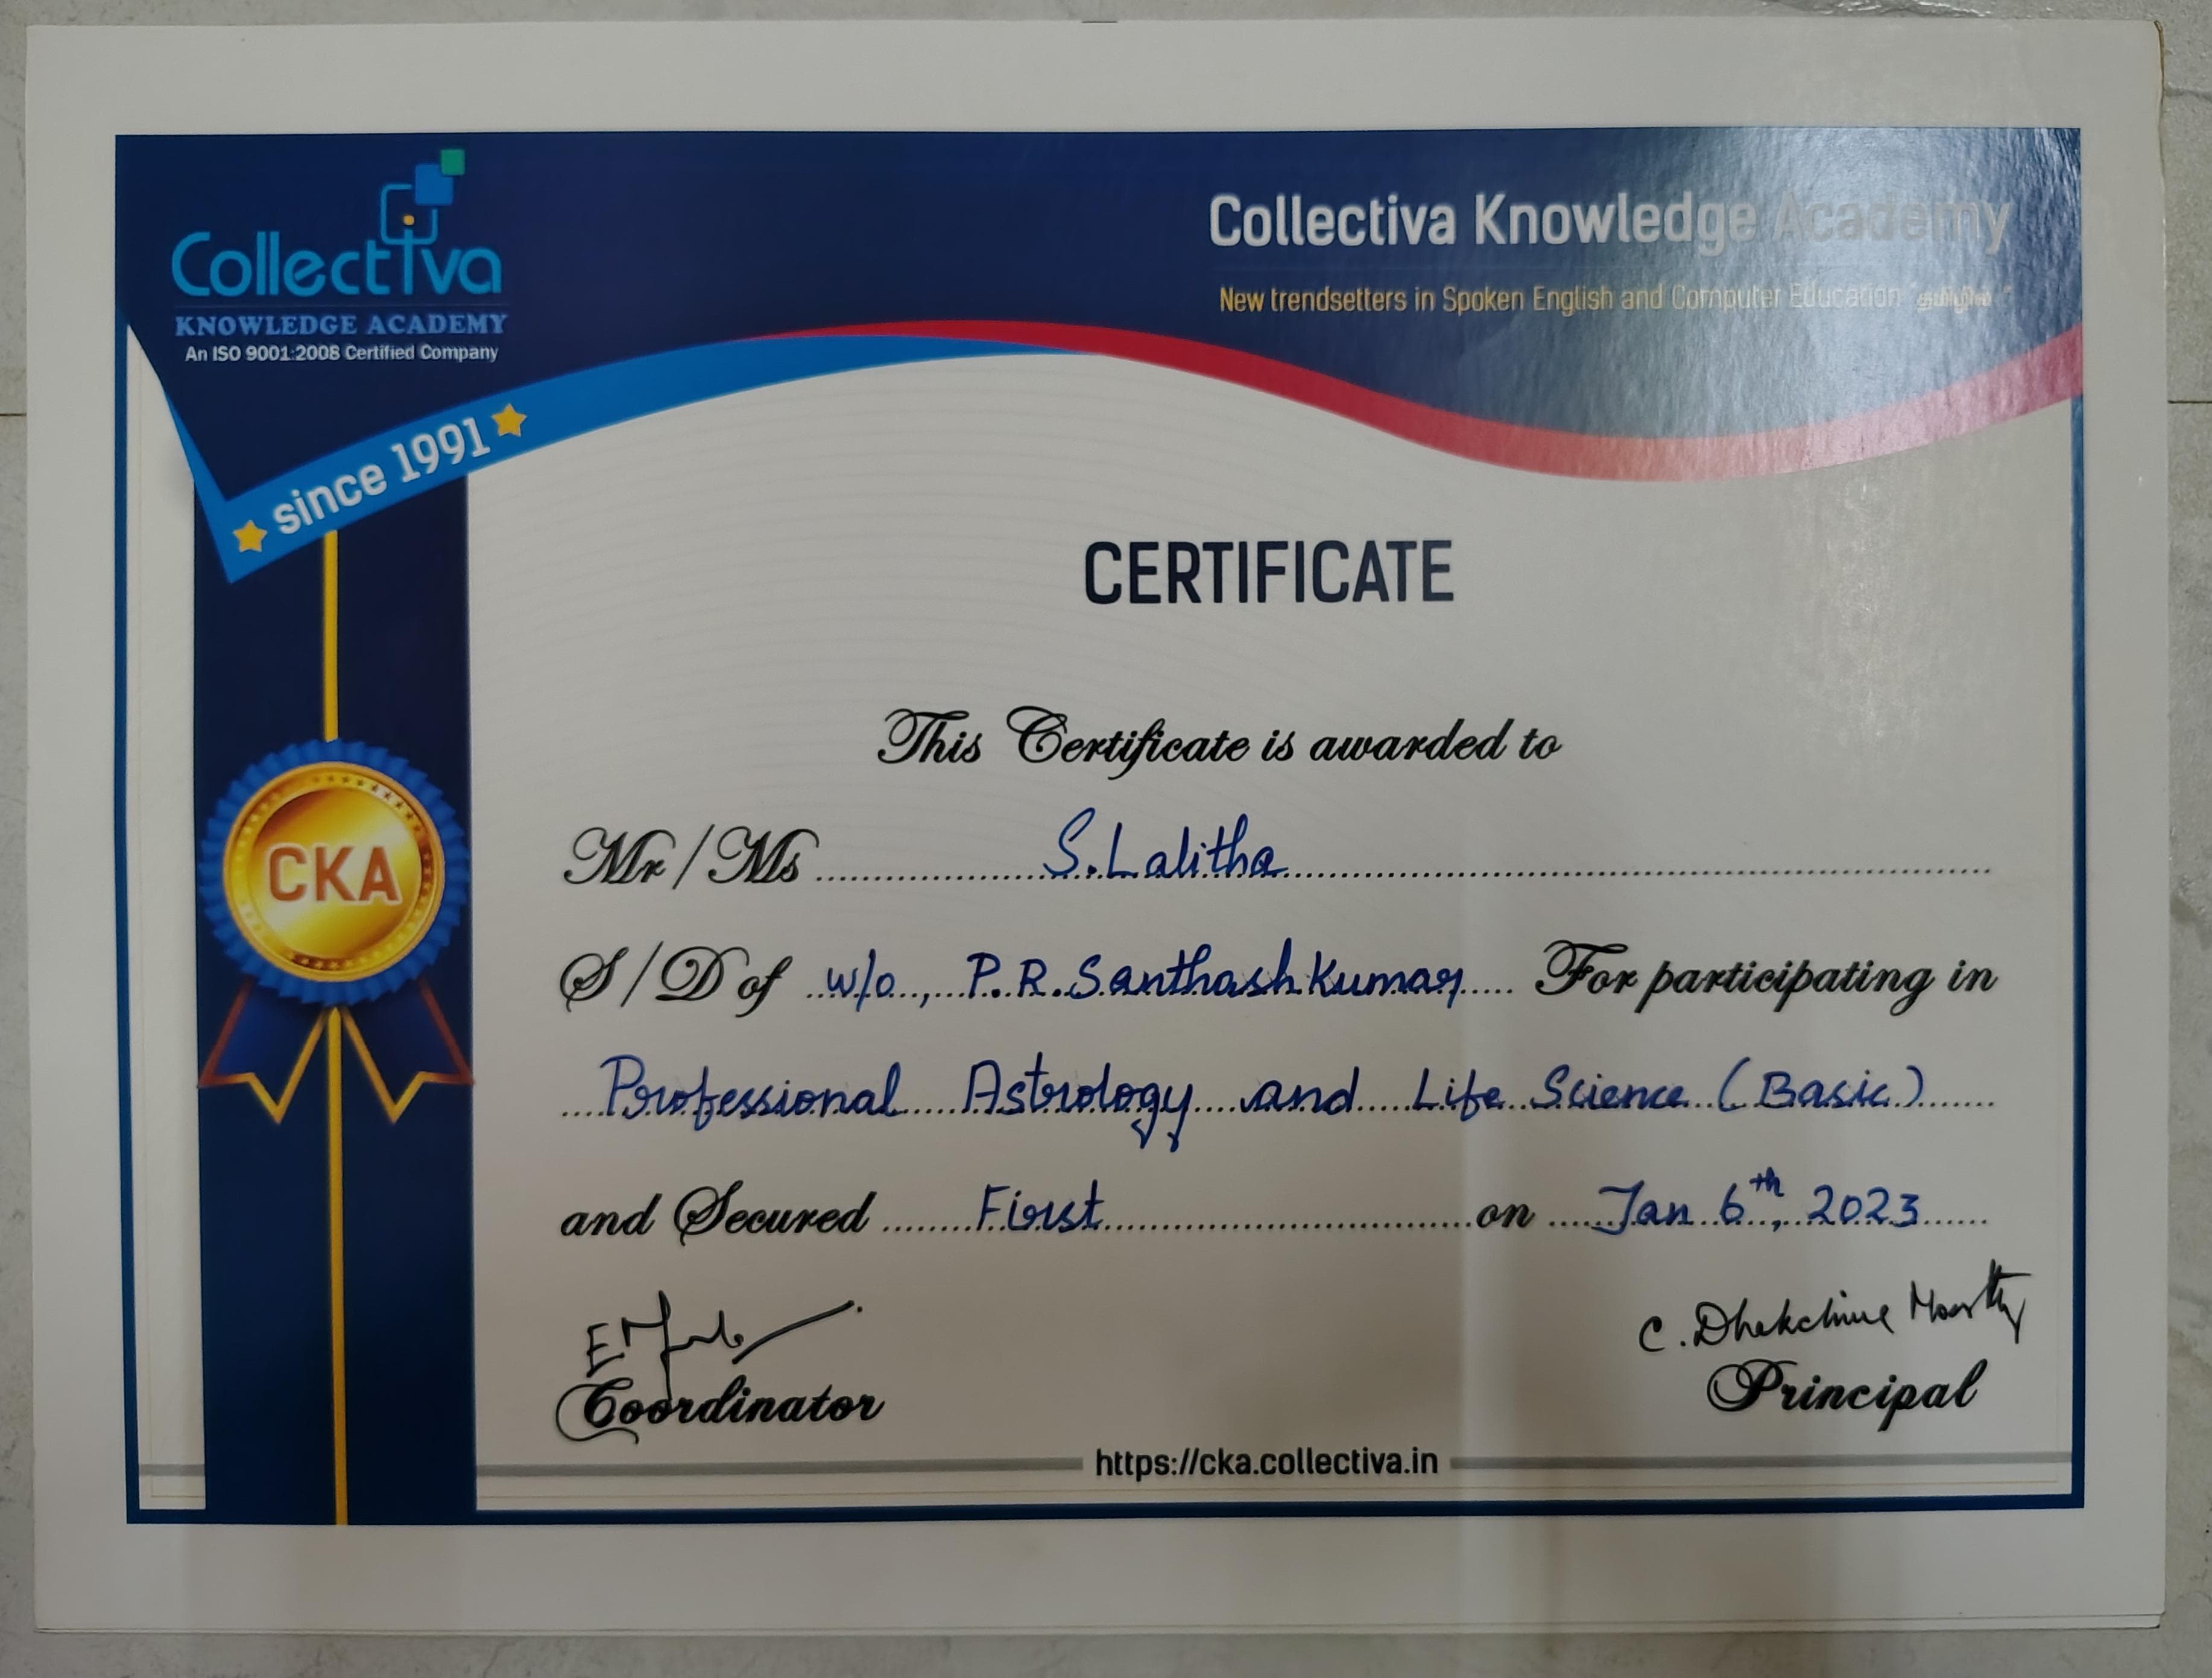 Collectiva
KNOWLEDGE ACADEMY
An ISO 9001:2008 Certified Company
Collectiva Knowledge Academy
New trendsetters in Spoken English and Computer Education
since 1991
CERTIFICATE
This Certificate is awarded to
CKA
Mr/Ms S.Lalitha
S/D of w/o, P.R.Santhosh Kumar For participating in
Professional Astrology and Life Science (Basic)
and Secured First on Jan 6th, 2023
Coordinator
Principal
https://cka.collectiva.in